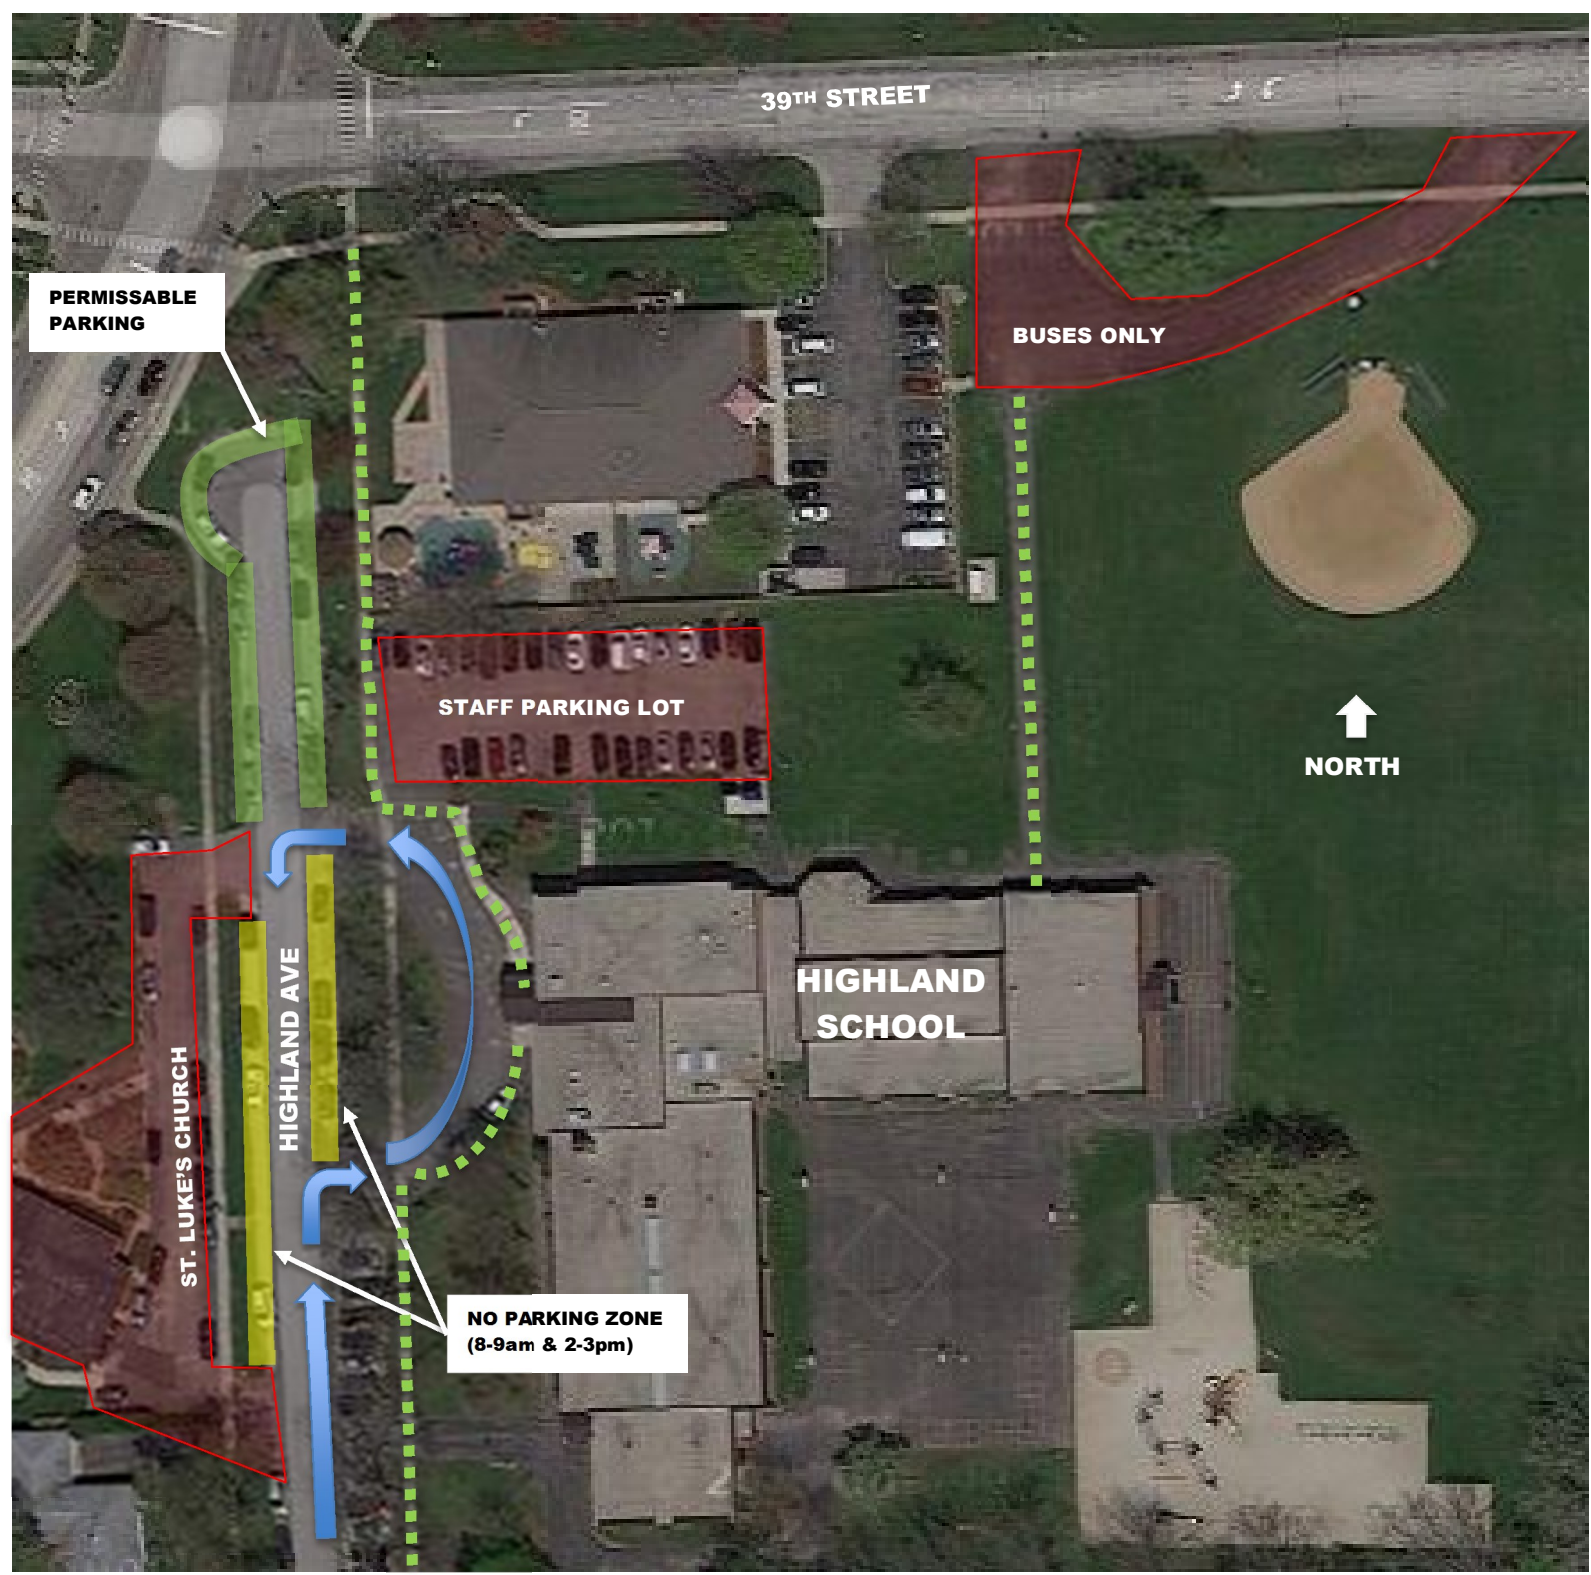 39TH STREET
PERMISSABLE
PARKING
BUSES ONLY
STAFF PARKING LOT
NORTH
HIGHLAND
SCHOOL
HIGHLAND AVE
ST. LUKE'S CHURCH
NO PARKING ZONE
(8-9am & 2-3pm)